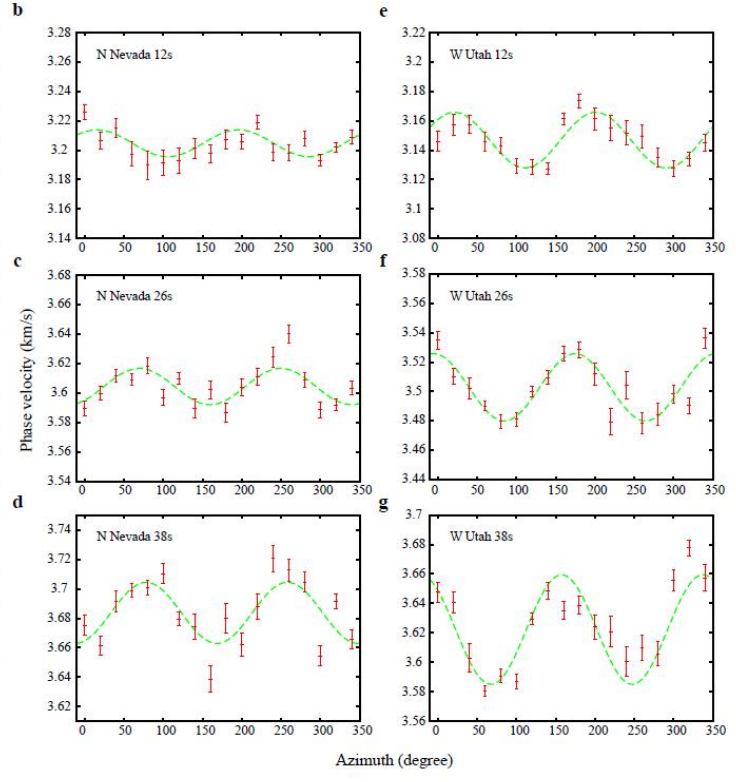 b
N Nevada 12s
3.28
3.26
3.24
3.22
3.2
3.18
3.16
3.14
0 50 100 150 200 250 300 350
e
W Utah 12s
3.22
3.2
3.18
3.16
3.14
3.12
3.1
3.08
0 50 100 150 200 250 300 350
c
N Nevada 26s
3.68
3.66
3.64
3.62
3.6
3.58
3.56
3.54
0 50 100 150 200 250 300 350
f
W Utah 26s
3.58
3.56
3.54
3.52
3.5
3.48
3.46
3.44
0 50 100 150 200 250 300 350
Phase velocity (km/s)
d
N Nevada 38s
3.74
3.72
3.7
3.68
3.66
3.64
3.62
0 50 100 150 200 250 300 350
g
W Utah 38s
3.7
3.68
3.66
3.64
3.62
3.6
3.58
3.56
0 50 100 150 200 250 300 350
Azimuth (degree)